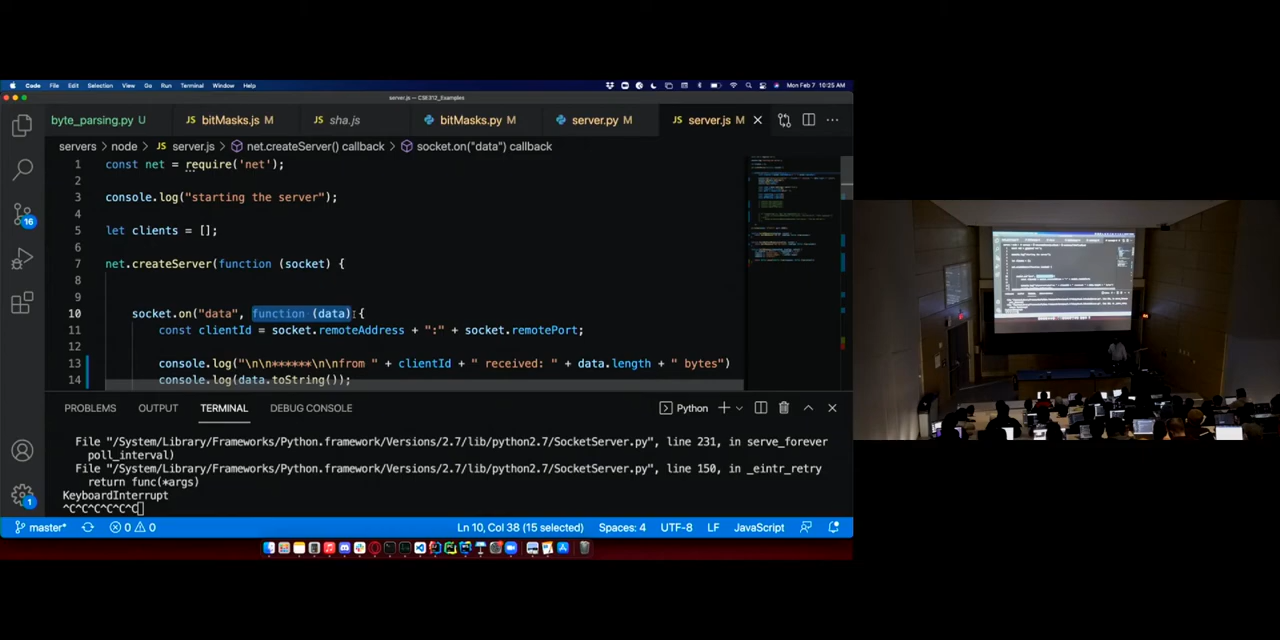 Code File Edit Selection View Go Run Terminal Window Help Mon Feb 7 10:25 AM
server.js — CSE312_Examples
byte_parsing.py U bitMasks.js M sha.js bitMasks.py M server.py M server.js M
servers › node › server.js › net.createServer() callback › socket.on("data") callback
1 const net = require('net');
2
3 console.log("starting the server");
4
5 let clients = [];
6
7 net.createServer(function (socket) {
8
9
10 socket.on("data", function (data) {
11 const clientId = socket.remoteAddress + ":" + socket.remotePort;
12
13 console.log("\n\n******\n\nfrom " + clientId + " received: " + data.length + " bytes")
14 console.log(data.toString());
PROBLEMS OUTPUT TERMINAL DEBUG CONSOLE Python
File "/System/Library/Frameworks/Python.framework/Versions/2.7/lib/python2.7/SocketServer.py", line 231, in serve_forever
poll_interval)
File "/System/Library/Frameworks/Python.framework/Versions/2.7/lib/python2.7/SocketServer.py", line 150, in _eintr_retry
return func(*args)
KeyboardInterrupt
^C^C^C^C^C^C
16
1
master* 0 0 Ln 10, Col 38 (15 selected) Spaces: 4 UTF-8 LF JavaScript